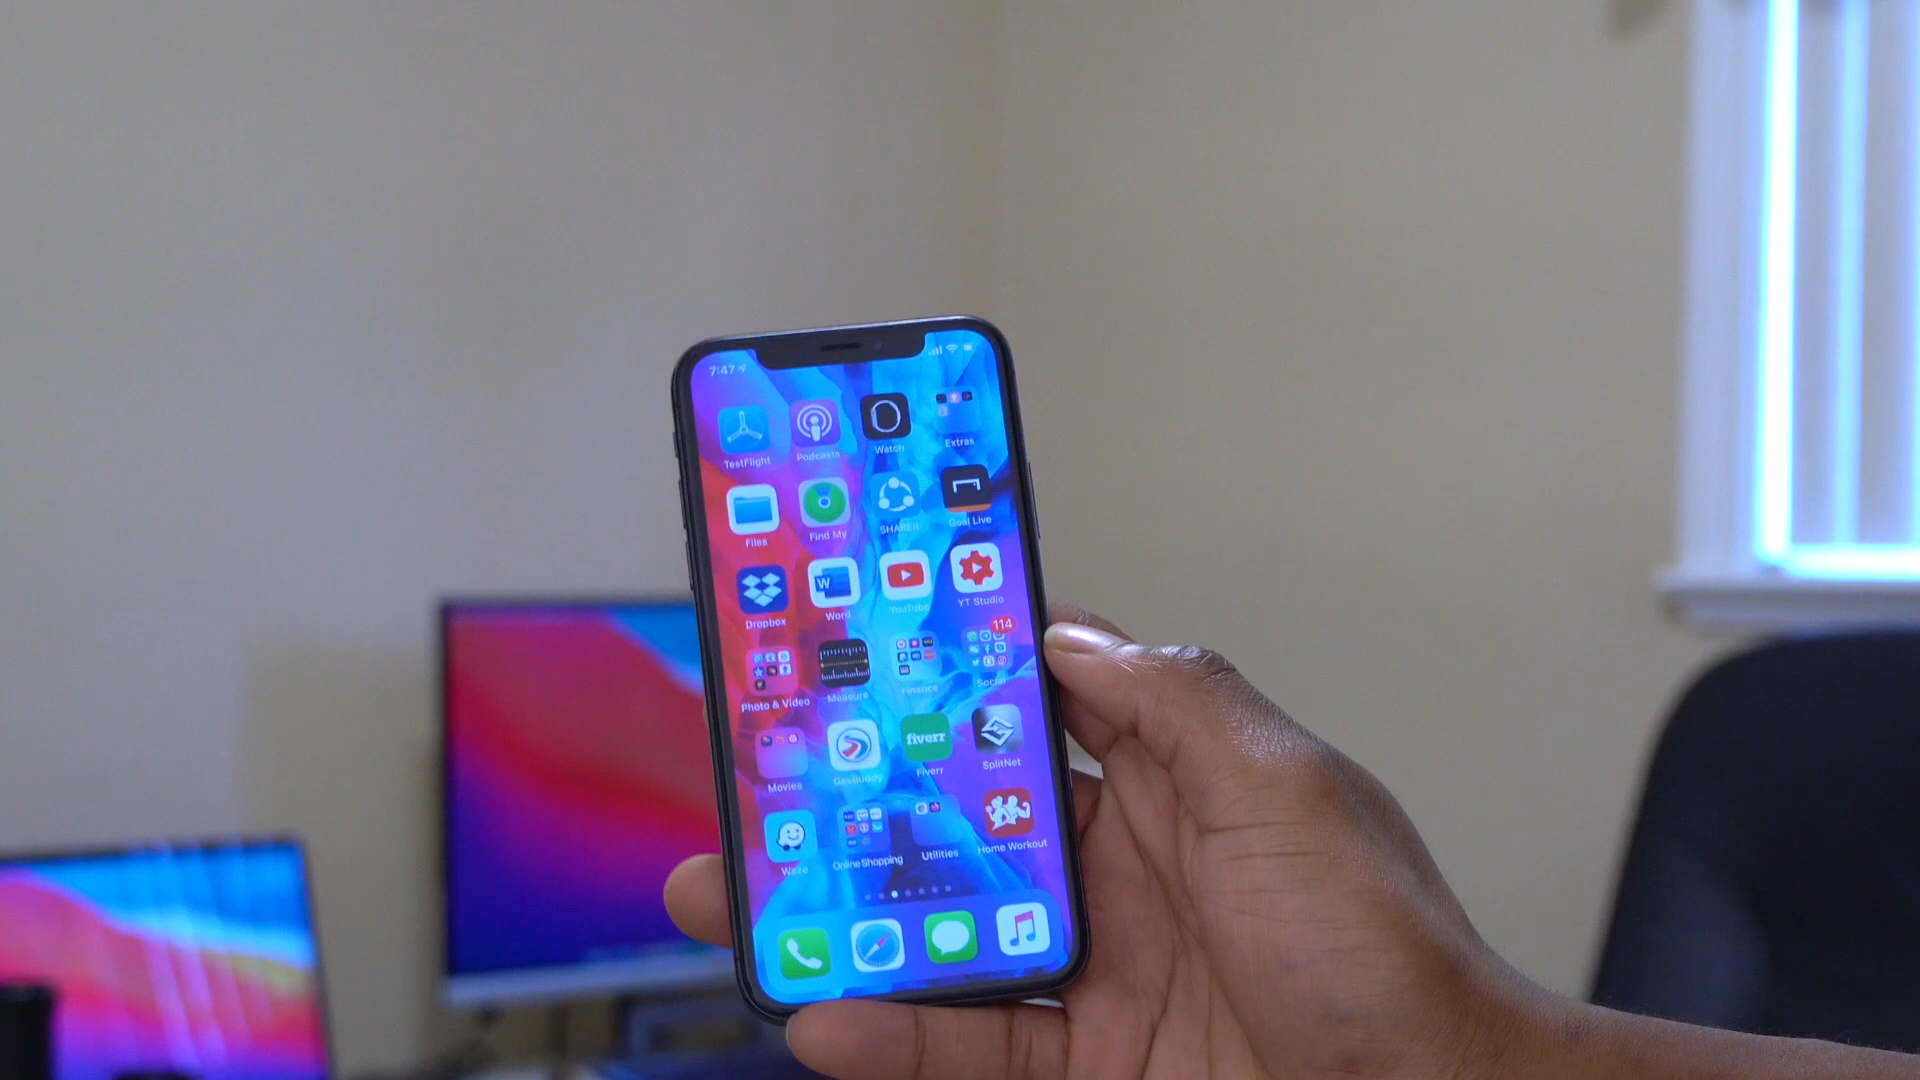 7:47
TestFlight Podcasts Watch Extras
Files Find My SHAREit Goal Live
W
Dropbox Word YouTube YT Studio
114
Photo & Video Measure Finance Social
fiverr
Movies GasBuddy Fiverr SplitNet
Waze Online Shopping Utilities Home Workout